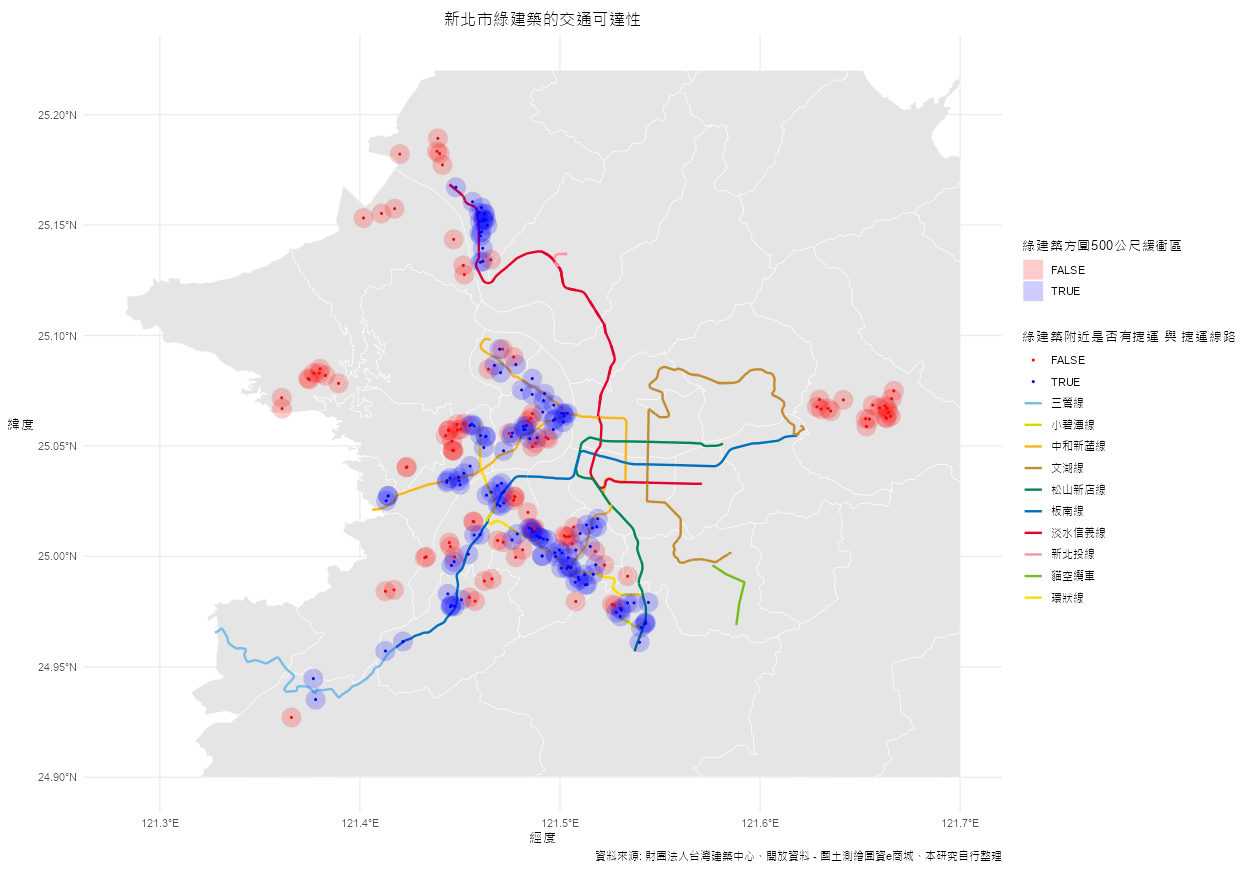 新北市綠建築的交通可達性
25.20°N
25.15°N
25.10°N
25.05°N
25.00°N
24.95°N
24.90°N
緯度
121.3°E
121.4°E
121.5°E
121.6°E
121.7°E
經度
綠建築方圍500公尺緩衝區
FALSE
TRUE
綠建築附近是否有捷運 與 捷運線路
FALSE
TRUE
三鶯線
小碧潭線
中和新蘆線
文湖線
松山新店線
板南線
淡水信義線
新北投線
貓空纜車
環狀線
資料來源: 財團法人台灣建築中心、開放資料 - 國土測繪圖資e商城、本研究自行整理